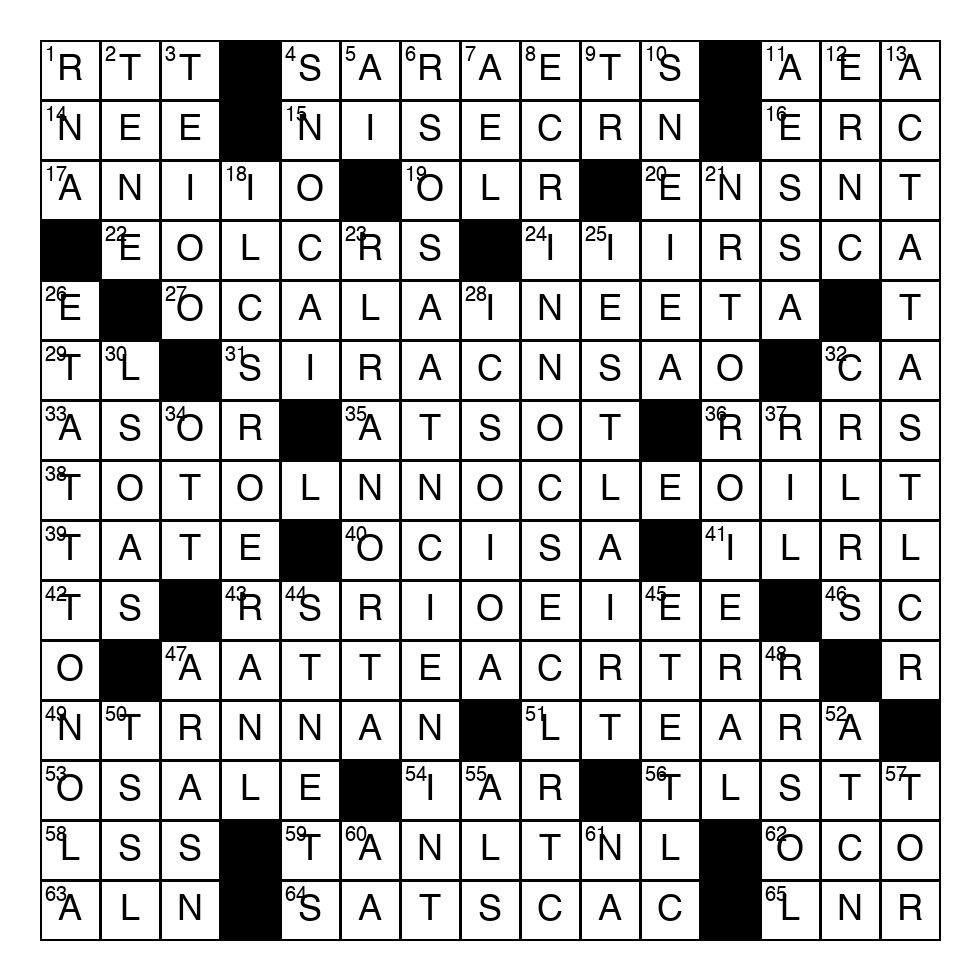 1R 2T 3T 4S 5A 6R 7A 8E 9T 10S 11A 12E 13A
14N E E 15N I S E C R N 16E R C
17A N I 18I O 19O L R 20E 21N S N T
22E O L C 23R S 24I 25I I R S C A
26E 27O C A L A 28I N E E T A T
29T 30L 31S I R A C N S A O 32C A
33A S 34O R 35A T S O T 36R 37R R S
38T O T O L N N O C L E O I L T
39T A T E 40O C I S A 41I L R L
42T S 43R 44S R I O E I 45E E 46S C
O 47A A T T E A C R T R 48R R
49N 50T R N N A N 51L T E A R 52A
53O S A L E 54I 55A R 56T L S T 57T
58L S S 59T 60A N L T 61N L 62O C O
63A L N 64S A T S C A C 65L N R